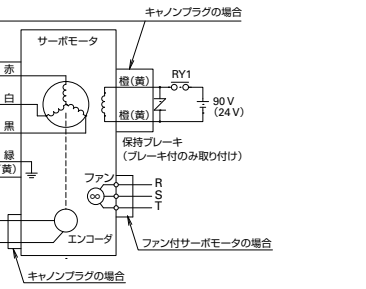 キャノンプラグの場合
サーボモータ
赤
橙(黄)
RY1
白
90V
(24V)
橙(黄)
黒
保持ブレーキ
(ブレーキ付のみ取り付け)
緑
黄)
ファン
R
S
T
エンコーダ
ファン付サーボモータの場合
キャノンプラグの場合